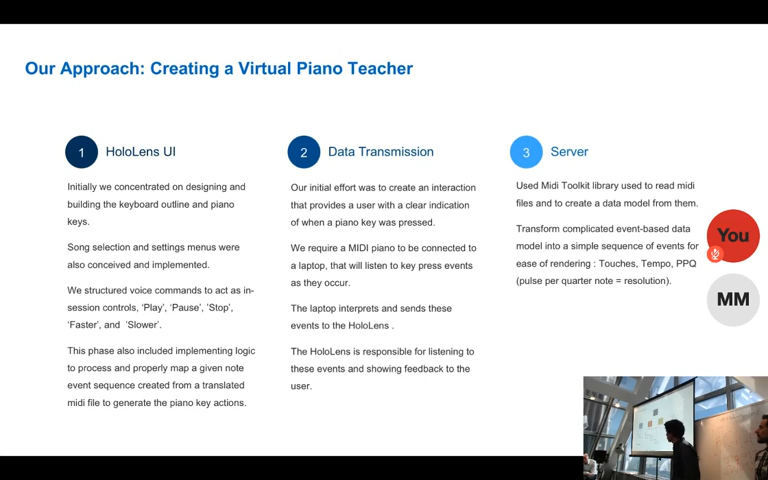 Our Approach: Creating a Virtual Piano Teacher
1
HoloLens UI
Initially we concentrated on designing and
building the keyboard outline and piano
keys.
Song selection and settings menus were
also conceived and implemented.
We structured voice commands to act as in-
session controls, 'Play', 'Pause', 'Stop',
'Faster', and 'Slower'.
This phase also included implementing logic
to process and properly map a given note
event sequence created from a translated
midi file to generate the piano key actions.
2
Data Transmission
Our initial effort was to create an interaction
that provides a user with a clear indication
of when a piano key was pressed.
We require a MIDI piano to be connected to
a laptop, that will listen to key press events
as they occur.
The laptop interprets and sends these
events to the HoloLens .
The HoloLens is responsible for listening to
these events and showing feedback to the
user.
3
Server
Used Midi Toolkit library used to read midi
files and to create a data model from them.
Transform complicated event-based data
model into a simple sequence of events for
ease of rendering : Touches, Tempo, PPQ
(pulse per quarter note = resolution).
You
MM